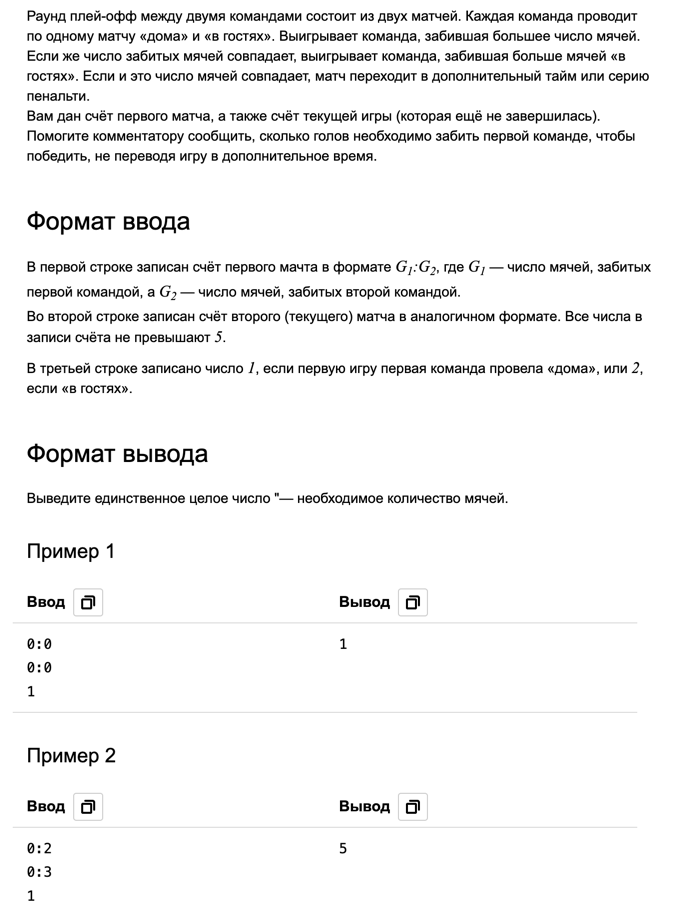 Раунд плей-офф между двумя командами состоит из двух матчей. Каждая команда проводит
по одному матчу «дома» и «в гостях». Выигрывает команда, забившая большее число мячей.
Если же число забитых мячей совпадает, выигрывает команда, забившая больше мячей «в
гостях». Если и это число мячей совпадает, матч переходит в дополнительный тайм или серию
пенальти.
Вам дан счёт первого матча, а также счёт текущей игры (которая ещё не завершилась).
Помогите комментатору сообщить, сколько голов необходимо забить первой команде, чтобы
победить, не переводя игру в дополнительное время.
Формат ввода
В первой строке записан счёт первого мачта в формате G1:G2, где G1 — число мячей, забитых
первой командой, а G2 — число мячей, забитых второй командой.
Во второй строке записан счёт второго (текущего) матча в аналогичном формате. Все числа в
записи счёта не превышают 5.
В третьей строке записано число 1, если первую игру первая команда провела «дома», или 2,
если «в гостях».
Формат вывода
Выведите единственное целое число "— необходимое количество мячей.
Пример 1
Ввод Вывод
0:0 1
0:0
1
Пример 2
Ввод Вывод
0:2 5
0:3
1